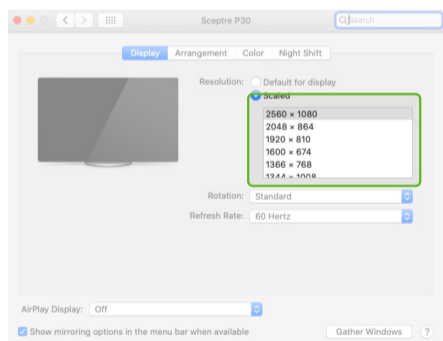 Sceptre P30
Search
Display Arrangement Color Night Shift
Resolution: Default for display
Scaled
2560 × 1080
2048 × 864
1920 × 810
1600 × 674
1366 × 768
1344 × 1008
Rotation: Standard
Refresh Rate: 60 Hertz
AirPlay Display: Off
Show mirroring options in the menu bar when available
Gather Windows ?